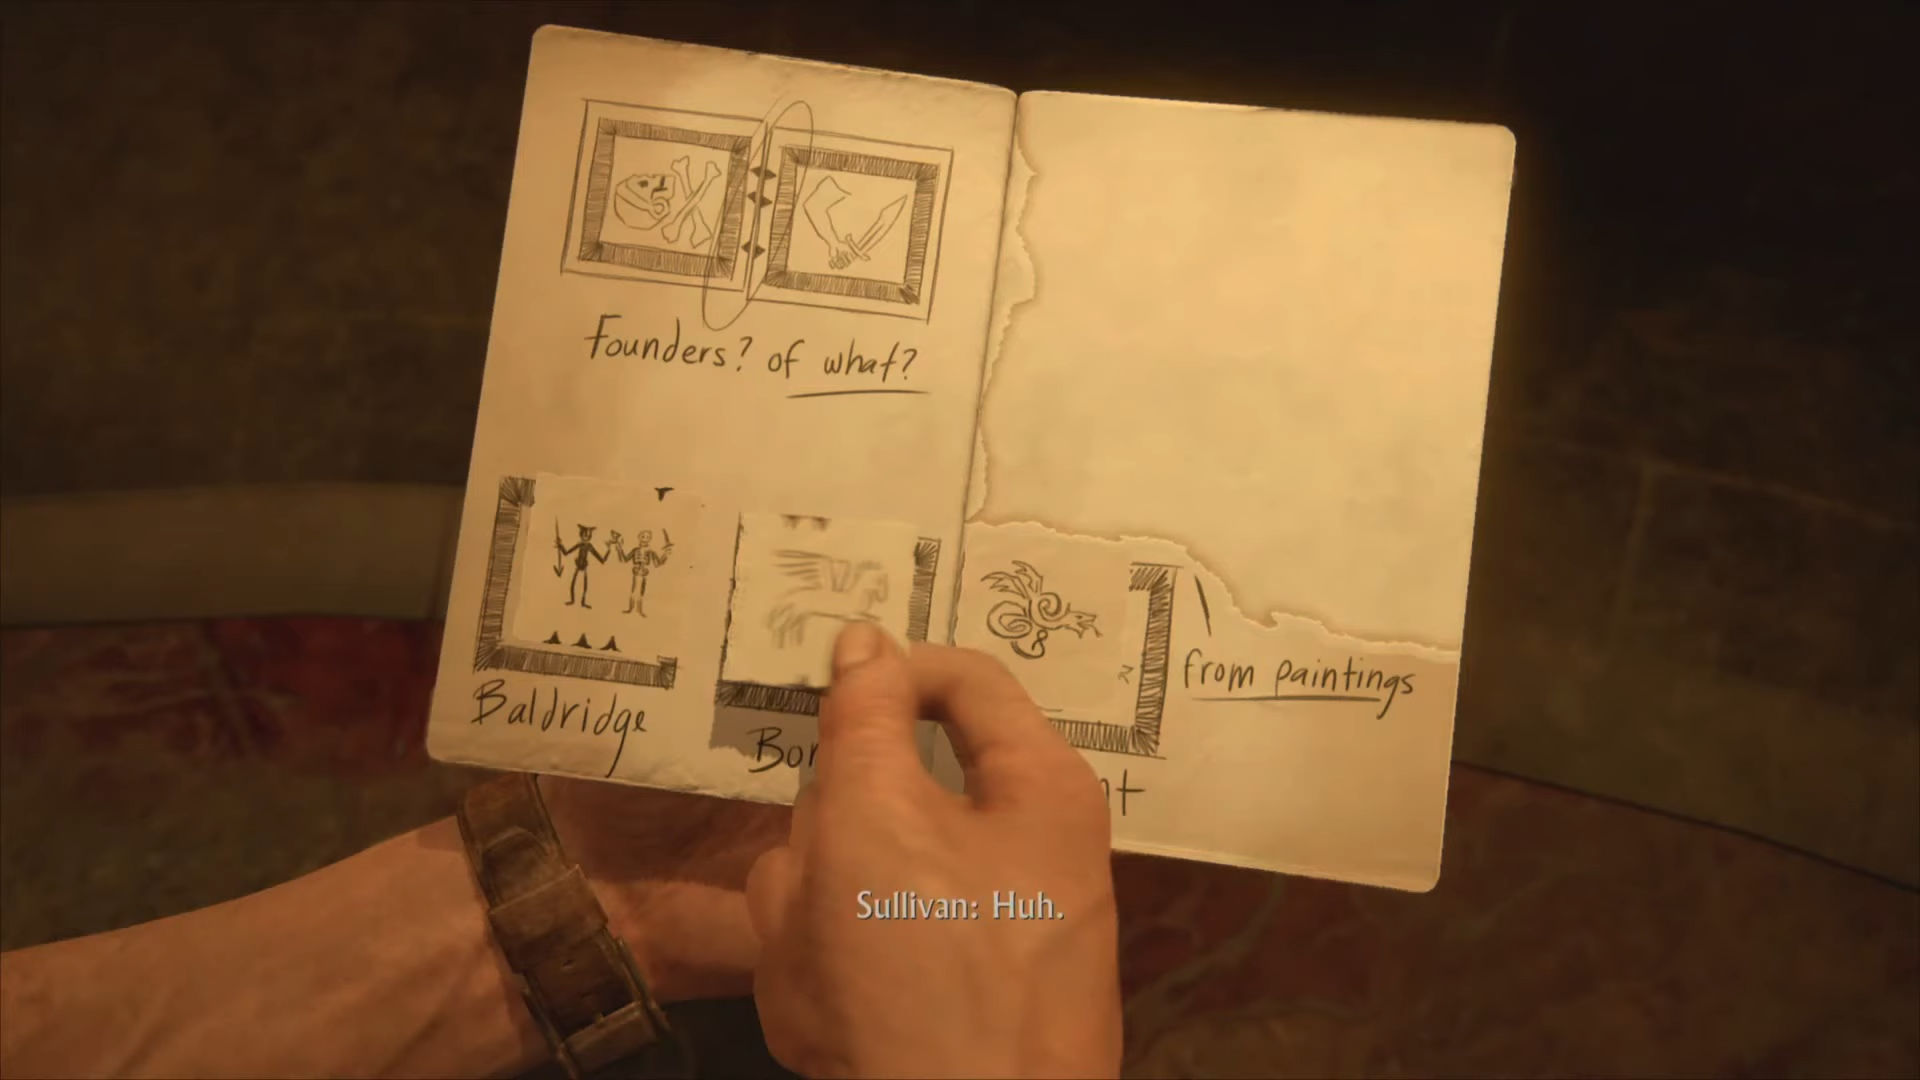 Founders? of what?
Baldridge
from paintings
Sullivan: Huh.